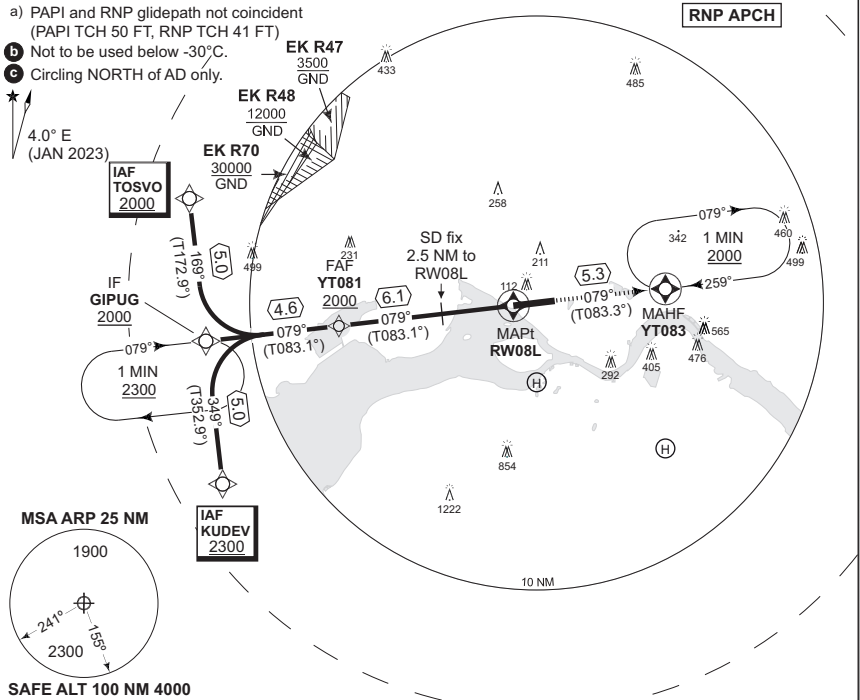 a) PAPI and RNP glidepath not coincident
(PAPI TCH 50 FT, RNP TCH 41 FT)
b Not to be used below -30°C.
c Circling NORTH of AD only.
RNP APCH
4.0° E
(JAN 2023)
EK R47
3500
GND
EK R48
12000
GND
EK R70
30000
GND
433
485
IAF
TOSVO
2000
169°
(T172.9°)
5.0
499
231
258
211
112
342
079°
1 MIN
2000
259°
460
499
SD fix
2.5 NM to
RW08L
IF
GIPUG
2000
FAF
YT081
2000
4.6
079°
(T083.1°)
6.1
079°
(T083.1°)
MAPt
RW08L
5.3
079°
(T083.3°)
MAHF
YT083
565
476
405
292
079°
1 MIN
2300
349°
(T352.9°)
5.0
IAF
KUDEV
2300
H
H
854
1222
10 NM
MSA ARP 25 NM
1900
241°
155°
2300
SAFE ALT 100 NM 4000